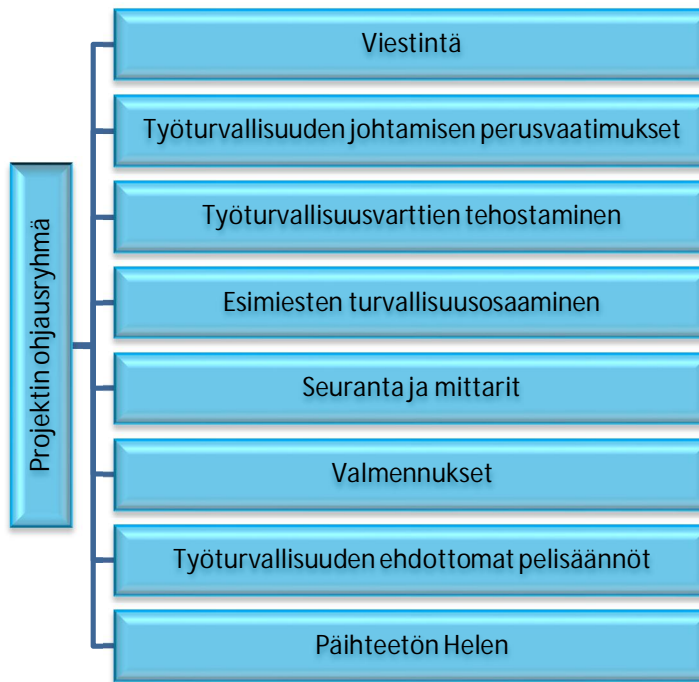 Projektin ohjausryhmä
Viestintä
Työturvallisuuden johtamisen perusvaatimukset
Työturvallisuusvarttien tehostaminen
Esimiesten turvallisuusosaaminen
Seuranta ja mittarit
Valmennukset
Työturvallisuuden ehdottomat pelisäännöt
Päihteetön Helen